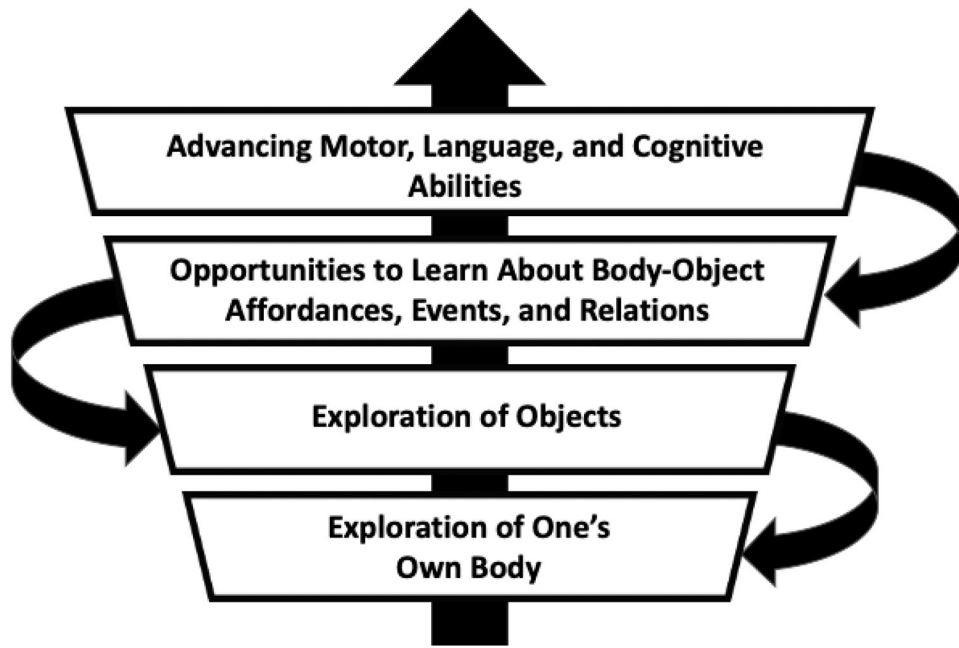 Advancing Motor, Language, and Cognitive
Abilities
Opportunities to Learn About Body-Object
Affordances, Events, and Relations
Exploration of Objects
Exploration of One’s
Own Body